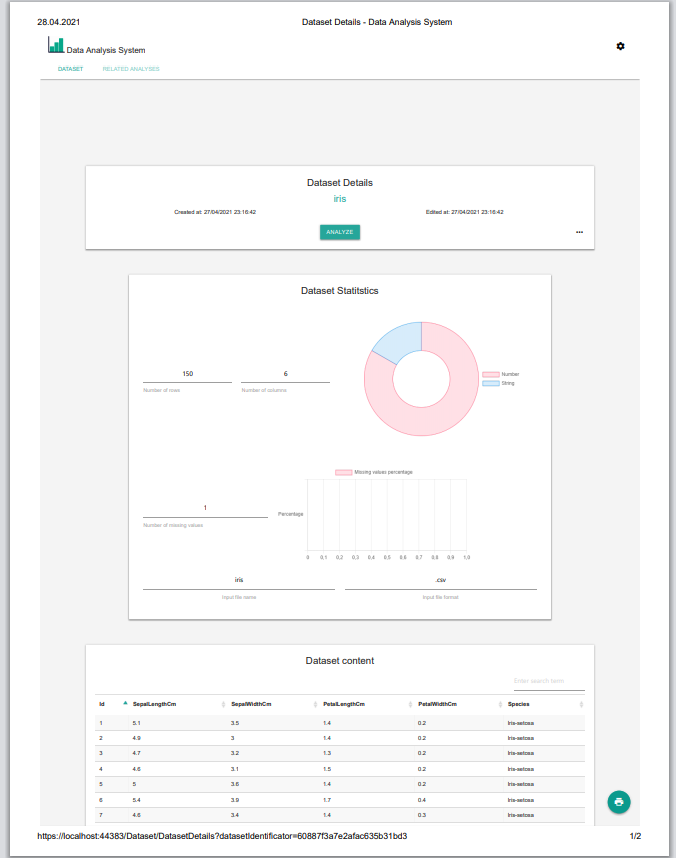 28.04.2021 Dataset Details - Data Analysis System
Data Analysis System
DATASET RELATED ANALYSES
Dataset Details
iris
Created at: 27/04/2021 23:16:42 Edited at: 27/04/2021 23:16:42
ANALYZE
...
Dataset Statitstics
Number
String
150 6
Number of rows Number of columns
Missing values percentage
1
Number of missing values
Percentage
0 0,1 0,2 0,3 0,4 0,5 0,6 0,7 0,8 0,9 1,0
iris .csv
Input file name Input file format
Dataset content
Enter search term
Id SepalLengthCm SepalWidthCm PetalLengthCm PetalWidthCm Species
1 5.1 3.5 1.4 0.2 Iris-setosa
2 4.9 3 1.4 0.2 Iris-setosa
3 4.7 3.2 1.3 0.2 Iris-setosa
4 4.6 3.1 1.5 0.2 Iris-setosa
5 5 3.6 1.4 0.2 Iris-setosa
6 5.4 3.9 1.7 0.4 Iris-setosa
7 4.6 3.4 1.4 0.3 Iris-setosa
https://localhost:44383/Dataset/DatasetDetails?datasetIdentificator=60887f3a7e2afac635b31bd3 1/2